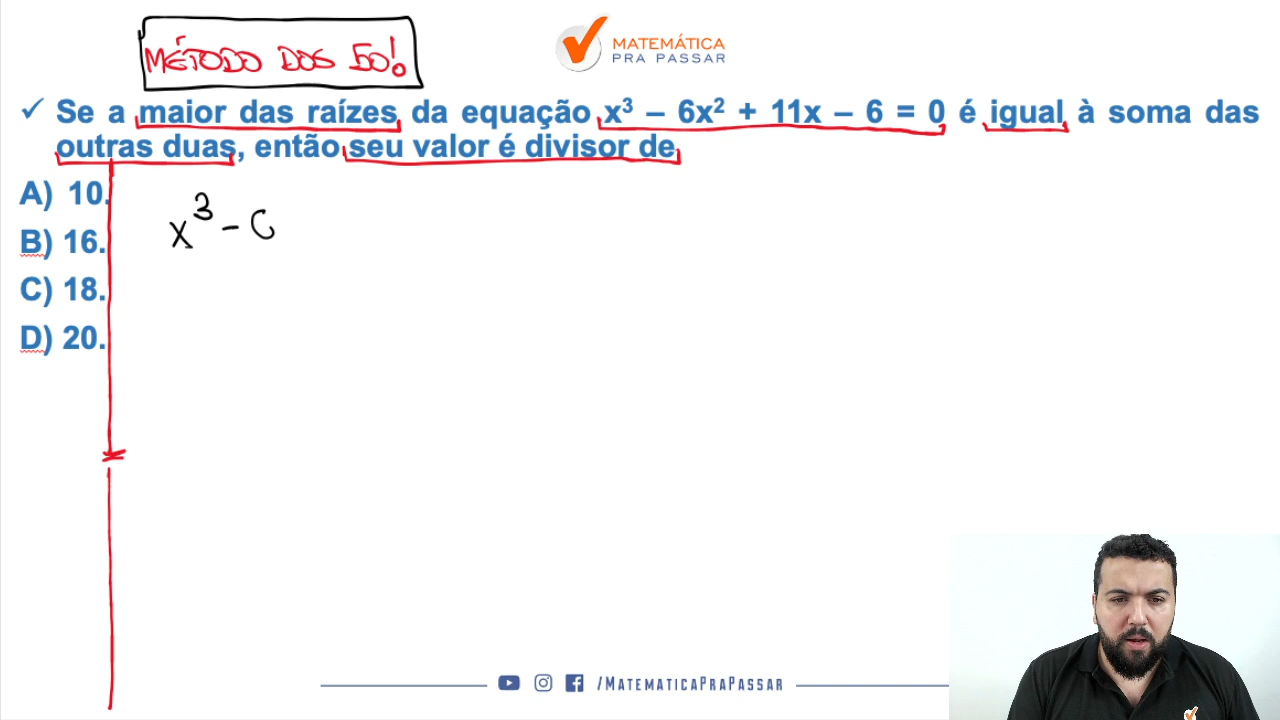 MÉTODO DOS 50!
MATEMÁTICA
PRA PASSAR
✓ Se a maior das raízes da equação x³ – 6x² + 11x – 6 = 0 é igual à soma das
outras duas, então seu valor é divisor de
A) 10.
B) 16.
C) 18.
D) 20.
x³ -
/MATEMATICAPRAPASSAR